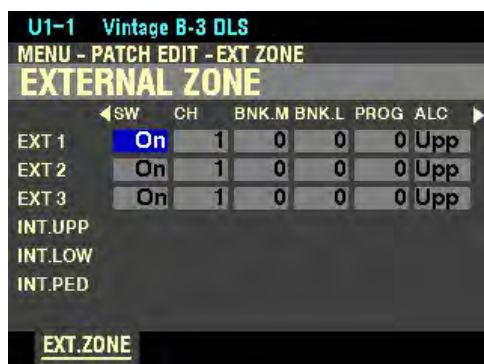 U1-1 Vintage B-3 DLS
MENU - PATCH EDIT - EXT ZONE
EXTERNAL ZONE
SW CH BNK.M BNK.L PROG ALC
EXT 1 On 1 0 0 0 Upp
EXT 2 On 1 0 0 0 Upp
EXT 3 On 1 0 0 0 Upp
INT.UPP
INT.LOW
INT.PED
EXT.ZONE